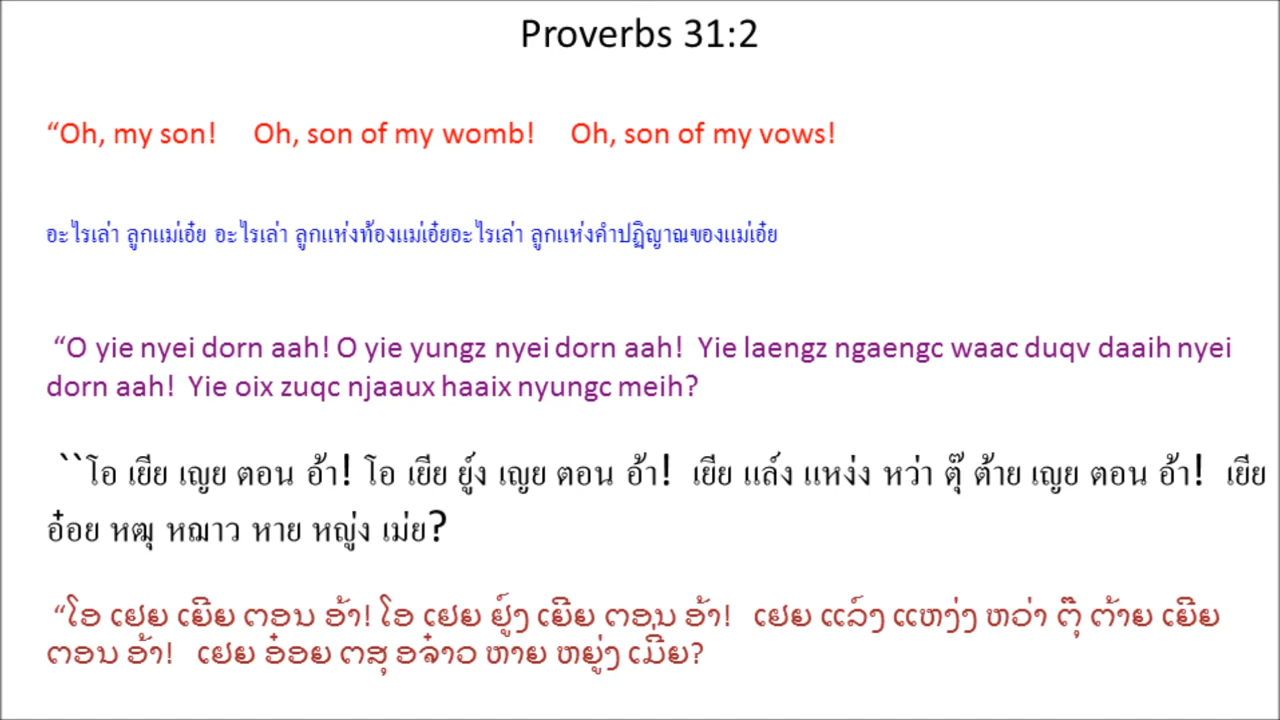 Proverbs 31:2
“Oh, my son! Oh, son of my womb! Oh, son of my vows!
อะไรเล่า ลูกแม่เอ๋ย อะไรเล่า ลูกแห่งท้องแม่เอ๋ยอะไรเล่า ลูกแห่งคำปฏิญาณของแม่เอ๋ย
“O yie nyei dorn aah! O yie yungz nyei dorn aah! Yie laengz ngaengc waac duqv daaih nyei
dorn aah! Yie oix zuqc njaaux haaix nyungc meih?
``โอ เยีย เญย ตอน อ้า! โอ เยีย ยู์ง เญย ตอน อ้า! เยีย แล์ง แหง่ง หว่า ตุ๊ ต้าย เญย ตอน อ้า! เยีย
อ๋อย หฒุ หฌาว หาย หญู่ง เม่ย?
“ໂອ ເຢຍ ເຍີຍ ຕອນ ອ້າ! ໂອ ເຢຍ ຢູ໌ງ ເຍີຍ ຕອນ ອ້າ! ເຢຍ ແລ໌ງ ແຫງ່ງ ຫວ່າ ຕຸ໊ ຕ້າຍ ເຍີຍ
ຕອນ ອ້າ! ເຢຍ ອ໋ອຍ ຕສຸ ອຈ໋າວ ຫາຍ ຫຍູ່ງ ເມີ່ຍ?